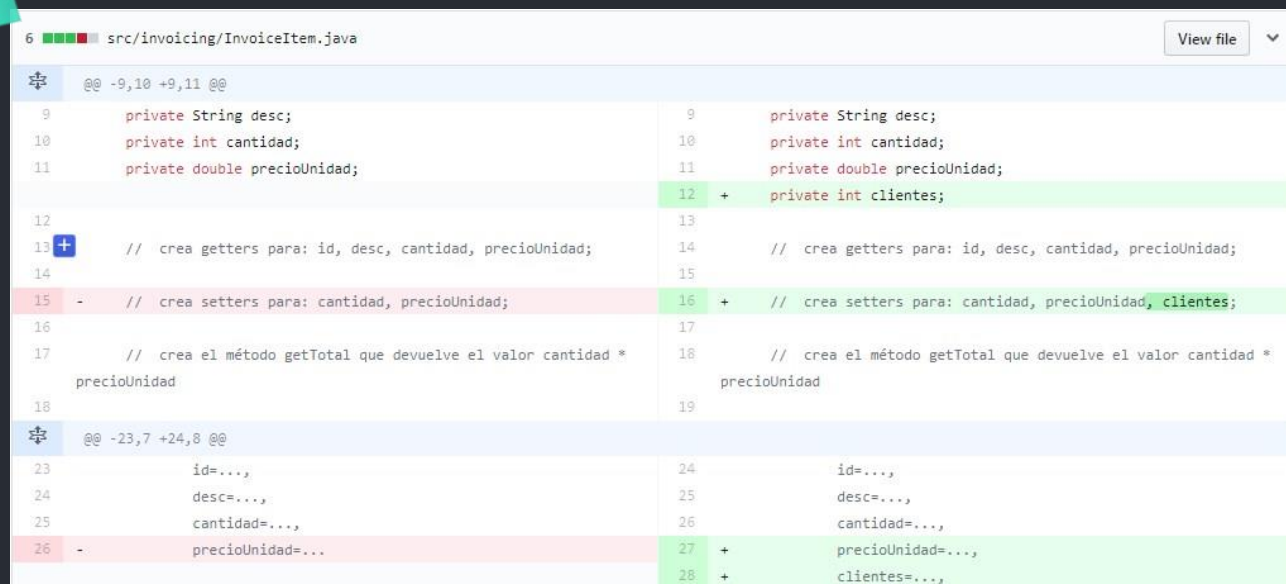 6 src/invoicing/InvoiceItem.java View file
@@ -9,10 +9,11 @@
9 private String desc; 9 private String desc;
10 private int cantidad; 10 private int cantidad;
11 private double precioUnidad; 11 private double precioUnidad;
12 + private int clientes;
12 13
13 + // crea getters para: id, desc, cantidad, precioUnidad; 14 // crea getters para: id, desc, cantidad, precioUnidad;
14 15
15 - // crea setters para: cantidad, precioUnidad; 16 + // crea setters para: cantidad, precioUnidad, clientes;
16 17
17 // crea el método getTotal que devuelve el valor cantidad * 18 // crea el método getTotal que devuelve el valor cantidad *
precioUnidad precioUnidad
18 19
@@ -23,7 +24,8 @@
23 id=..., 24 id=...,
24 desc=..., 25 desc=...,
25 cantidad=..., 26 cantidad=...,
26 - precioUnidad=... 27 + precioUnidad=...,
28 + clientes=...,